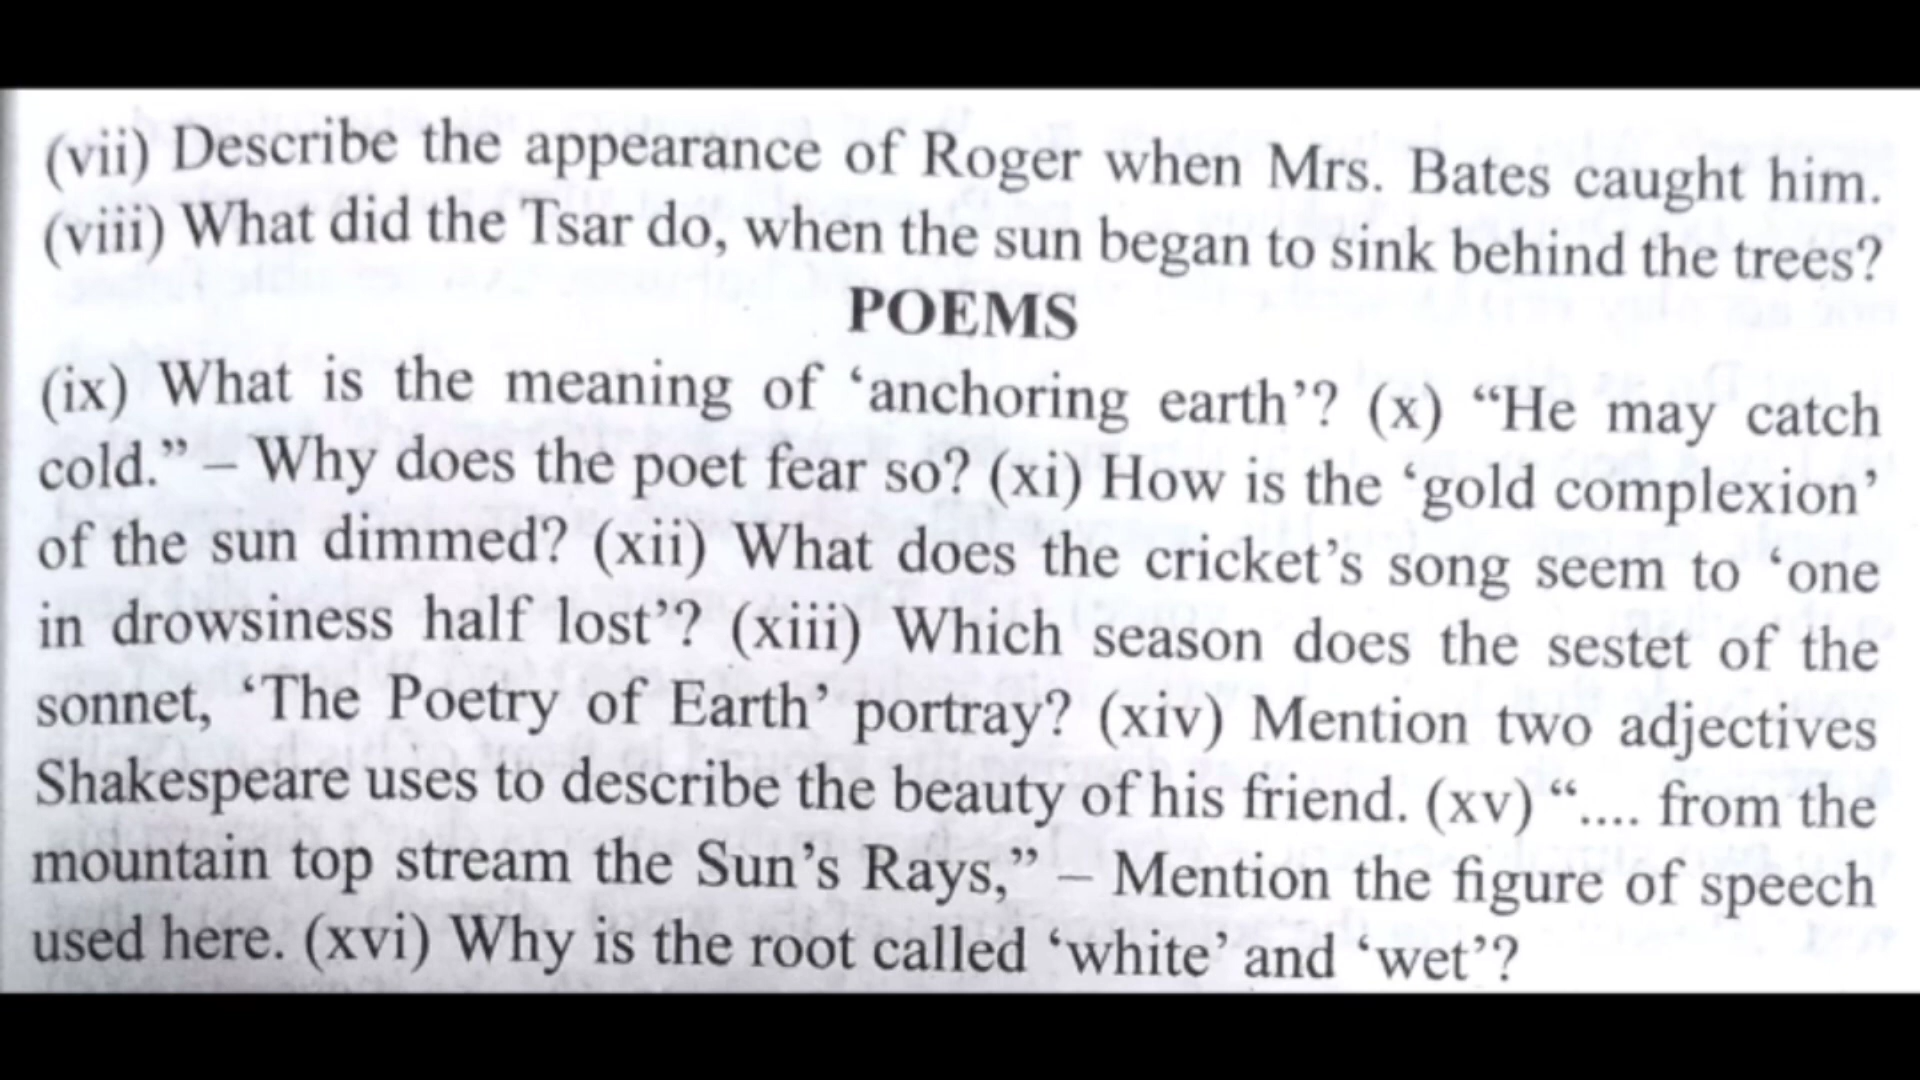 (vii) Describe the appearance of Roger when Mrs. Bates caught him.
(viii) What did the Tsar do, when the sun began to sink behind the trees?
POEMS
(ix) What is the meaning of ‘anchoring earth’? (x) “He may catch
cold.” – Why does the poet fear so? (xi) How is the ‘gold complexion’
of the sun dimmed? (xii) What does the cricket’s song seem to ‘one
in drowsiness half lost’? (xiii) Which season does the sestet of the
sonnet, ‘The Poetry of Earth’ portray? (xiv) Mention two adjectives
Shakespeare uses to describe the beauty of his friend. (xv) “.... from the
mountain top stream the Sun’s Rays,” – Mention the figure of speech
used here. (xvi) Why is the root called ‘white’ and ‘wet’?